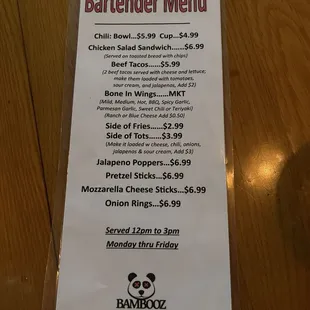 Bartender Menu
Chili: Bowl...$5.99 Cup...$4.99
Chicken Salad Sandwich......$6.99
(Served on toasted bread with chips)
Beef Tacos......$5.99
(2 beef tacos served with cheese and lettuce;
make them loaded with tomatoes,
sour cream, and jalapenos, Add $2)
Bone In Wings......MKT
(Mild, Medium, Hot, BBQ, Spicy Garlic,
Parmesan Garlic, Sweet Chili or Teriyaki)
(Ranch or Blue Cheese Add $0.50)
Side of Fries...$2.99
Side of Tots...$3.99
(Make it loaded w cheese, chili, onions,
jalapenos & sour cream, Add $3)
Jalapeno Poppers...$6.99
Pretzel Sticks...$6.99
Mozzarella Cheese Sticks...$6.99
Onion Rings...$6.99
Served 12pm to 3pm
Monday thru Friday
BAMBOOZ